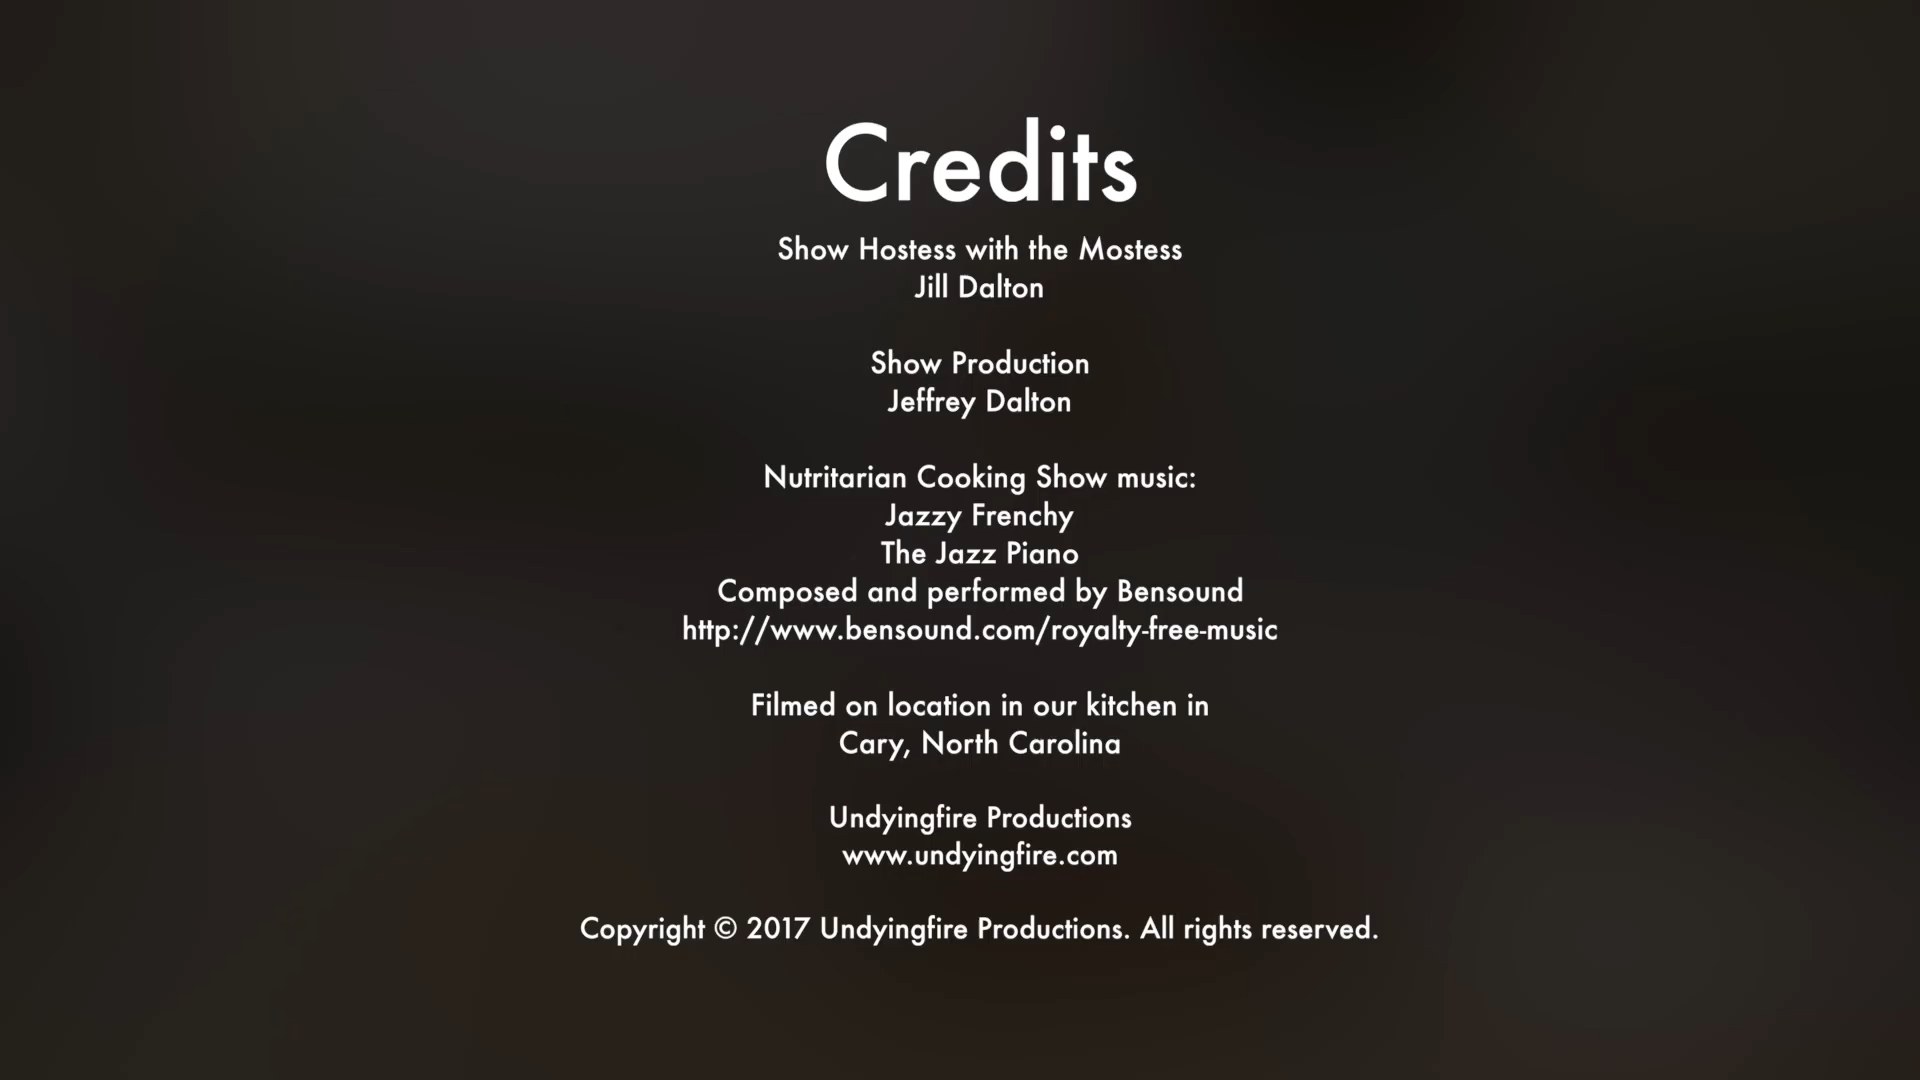 Credits
Show Hostess with the Mostess
Jill Dalton
Show Production
Jeffrey Dalton
Nutritarian Cooking Show music:
Jazzy Frenchy
The Jazz Piano
Composed and performed by Bensound
http://www.bensound.com/royalty-free-music
Filmed on location in our kitchen in
Cary, North Carolina
Undyingfire Productions
www.undyingfire.com
Copyright © 2017 Undyingfire Productions. All rights reserved.